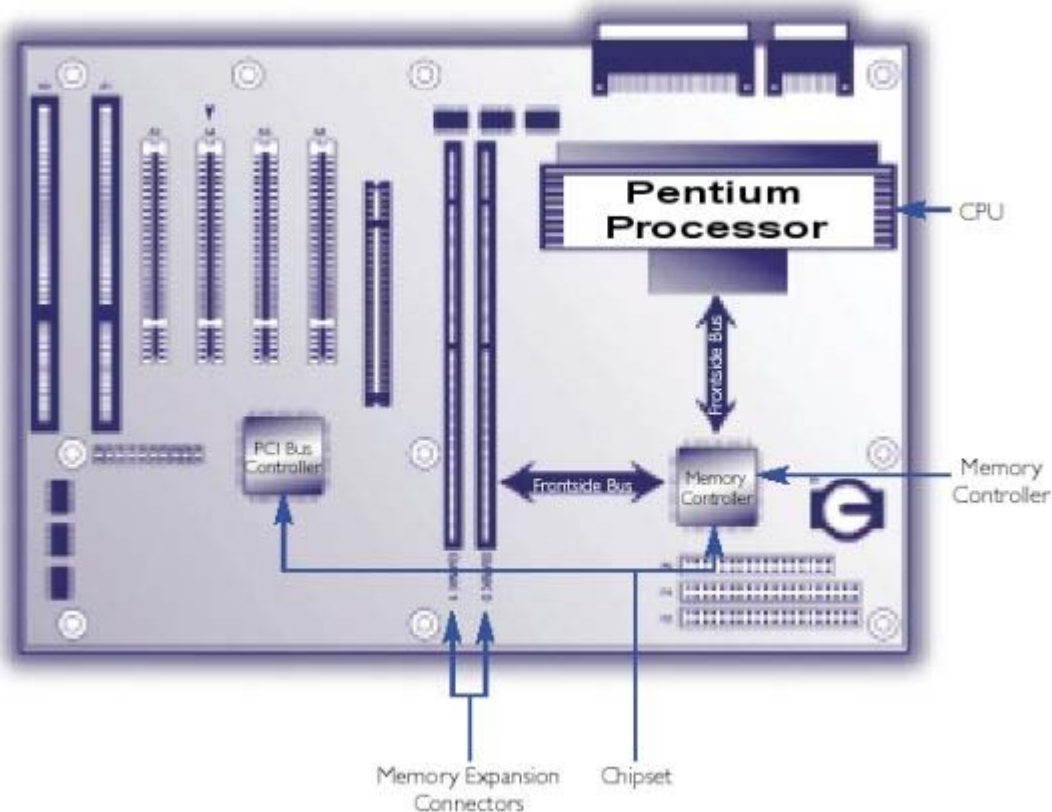 Pentium
Processor
CPU
Frontside Bus
PCI Bus
Controller
Frontside Bus
Memory
Controller
Memory
Controller
Memory Expansion
Connectors
Chipset